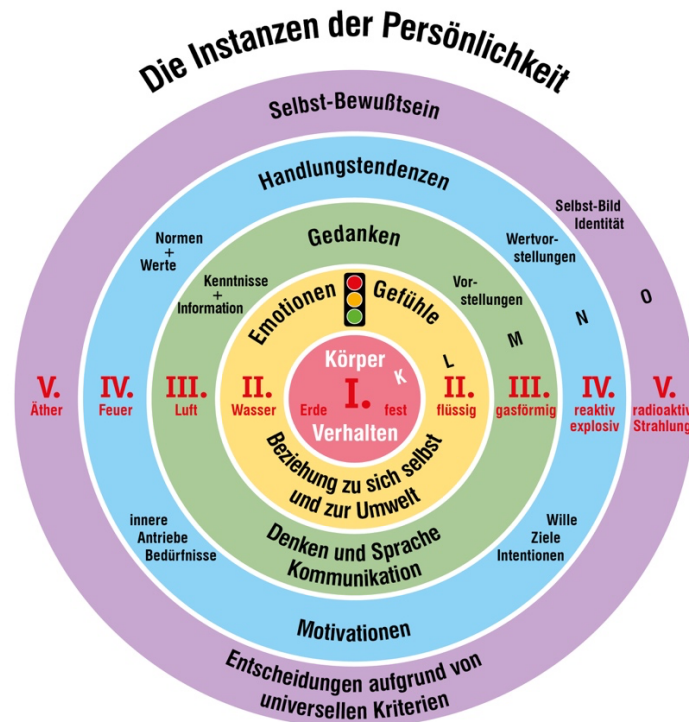 Die Instanzen der Persönlichkeit
Selbst-Bewußtsein
Handlungstendenzen
Selbst-Bild
Identität
Normen
+
Werte
Gedanken
Wertvor-
stellungen
Kenntnisse
+
Information
Vor-
stellungen
Emotionen
Gefühle
O
N
M
L
K
Körper
V.
Äther
IV.
Feuer
III.
Luft
II.
Wasser
I.
Erde
fest
II.
flüssig
III.
gasförmig
IV.
reaktiv
explosiv
V.
radioaktiv
Strahlung
Verhalten
Beziehung zu sich selbst
und zur Umwelt
innere
Antriebe
Bedürfnisse
Wille
Ziele
Intentionen
Denken und Sprache
Kommunikation
Motivationen
Entscheidungen aufgrund von
universellen Kriterien